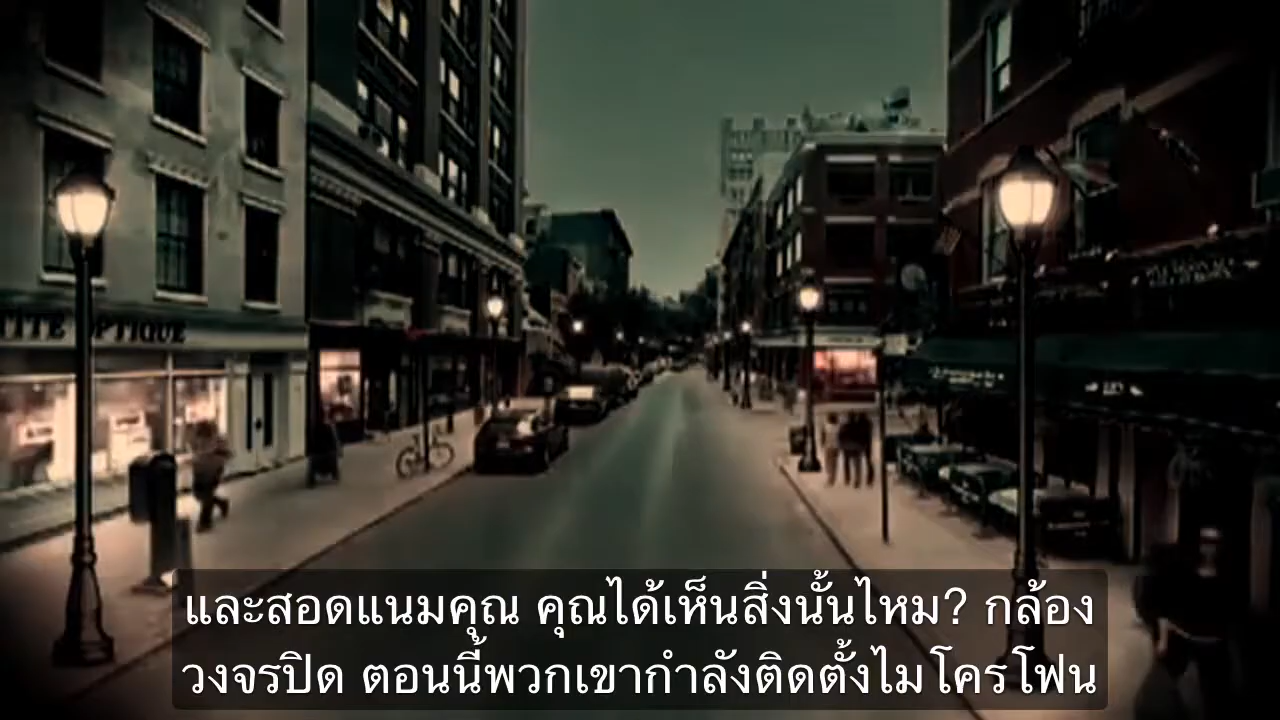 OPTIQUE
และสอดแนมคุณ คุณได้เห็นสิ่งนั้นไหม? กล้อง
วงจรปิด ตอนนี้พวกเขากำลังติดตั้งไมโครโฟน